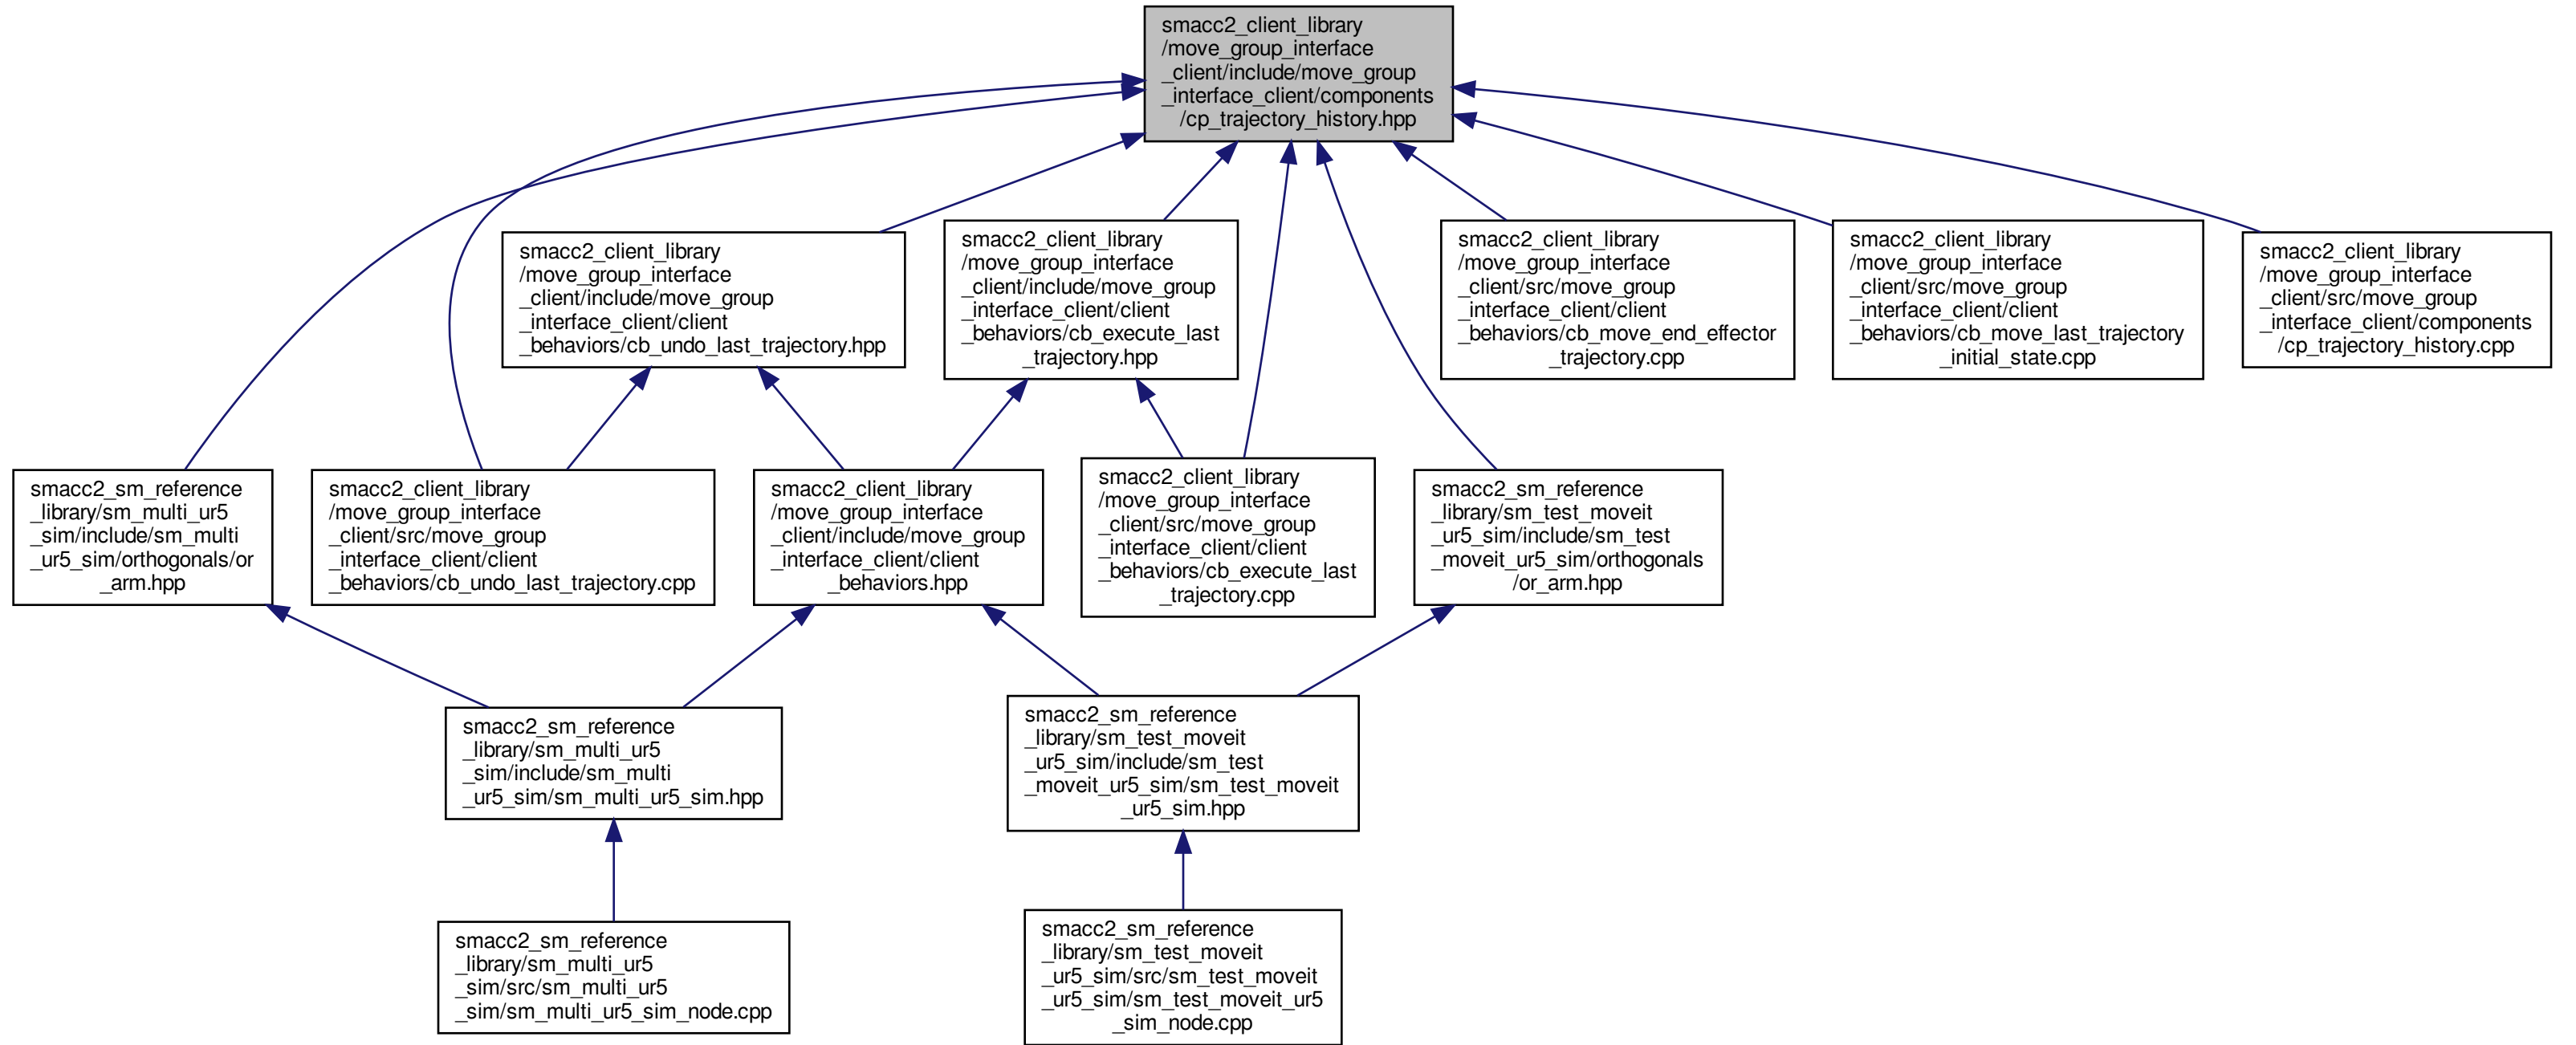 smacc2_client_library
/move_group_interface
_client/include/move_group
_interface_client/components
/cp_trajectory_history.hpp
smacc2_client_library
/move_group_interface
_client/include/move_group
_interface_client/client
_behaviors/cb_undo_last_trajectory.hpp
smacc2_client_library
/move_group_interface
_client/include/move_group
_interface_client/client
_behaviors/cb_execute_last
_trajectory.hpp
smacc2_client_library
/move_group_interface
_client/src/move_group
_interface_client/client
_behaviors/cb_move_end_effector
_trajectory.cpp
smacc2_client_library
/move_group_interface
_client/src/move_group
_interface_client/client
_behaviors/cb_move_last_trajectory
_initial_state.cpp
smacc2_client_library
/move_group_interface
_client/src/move_group
_interface_client/components
/cp_trajectory_history.cpp
smacc2_sm_reference
_library/sm_multi_ur5
_sim/include/sm_multi
_ur5_sim/orthogonals/or
_arm.hpp
smacc2_client_library
/move_group_interface
_client/src/move_group
_interface_client/client
_behaviors/cb_undo_last_trajectory.cpp
smacc2_client_library
/move_group_interface
_client/include/move_group
_interface_client/client
_behaviors.hpp
smacc2_client_library
/move_group_interface
_client/src/move_group
_interface_client/client
_behaviors/cb_execute_last
_trajectory.cpp
smacc2_sm_reference
_library/sm_test_moveit
_ur5_sim/include/sm_test
_moveit_ur5_sim/orthogonals
/or_arm.hpp
smacc2_sm_reference
_library/sm_multi_ur5
_sim/include/sm_multi
_ur5_sim/sm_multi_ur5_sim.hpp
smacc2_sm_reference
_library/sm_test_moveit
_ur5_sim/include/sm_test
_moveit_ur5_sim/sm_test_moveit
_ur5_sim.hpp
smacc2_sm_reference
_library/sm_multi_ur5
_sim/src/sm_multi_ur5
_sim/sm_multi_ur5_sim_node.cpp
smacc2_sm_reference
_library/sm_test_moveit
_ur5_sim/src/sm_test_moveit
_ur5_sim/sm_test_moveit_ur5
_sim_node.cpp